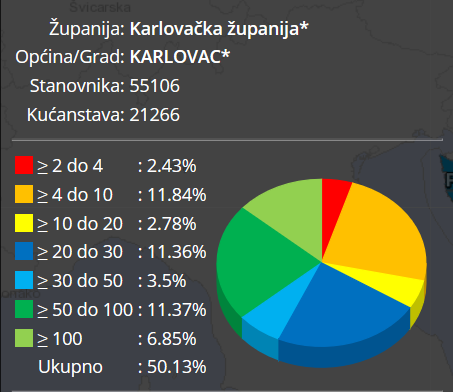 Švicarska
Županija: Karlovačka županija*
Općina/Grad: KARLOVAC*
Stanovnika: 55106
Kućanstava: 21266
≥ 2 do 4 : 2.43%
≥ 4 do 10 : 11.84%
≥ 10 do 20 : 2.78%
≥ 20 do 30 : 11.36%
≥ 30 do 50 : 3.5%
≥ 50 do 100 : 11.37%
≥ 100 : 6.85%
Ukupno : 50.13%